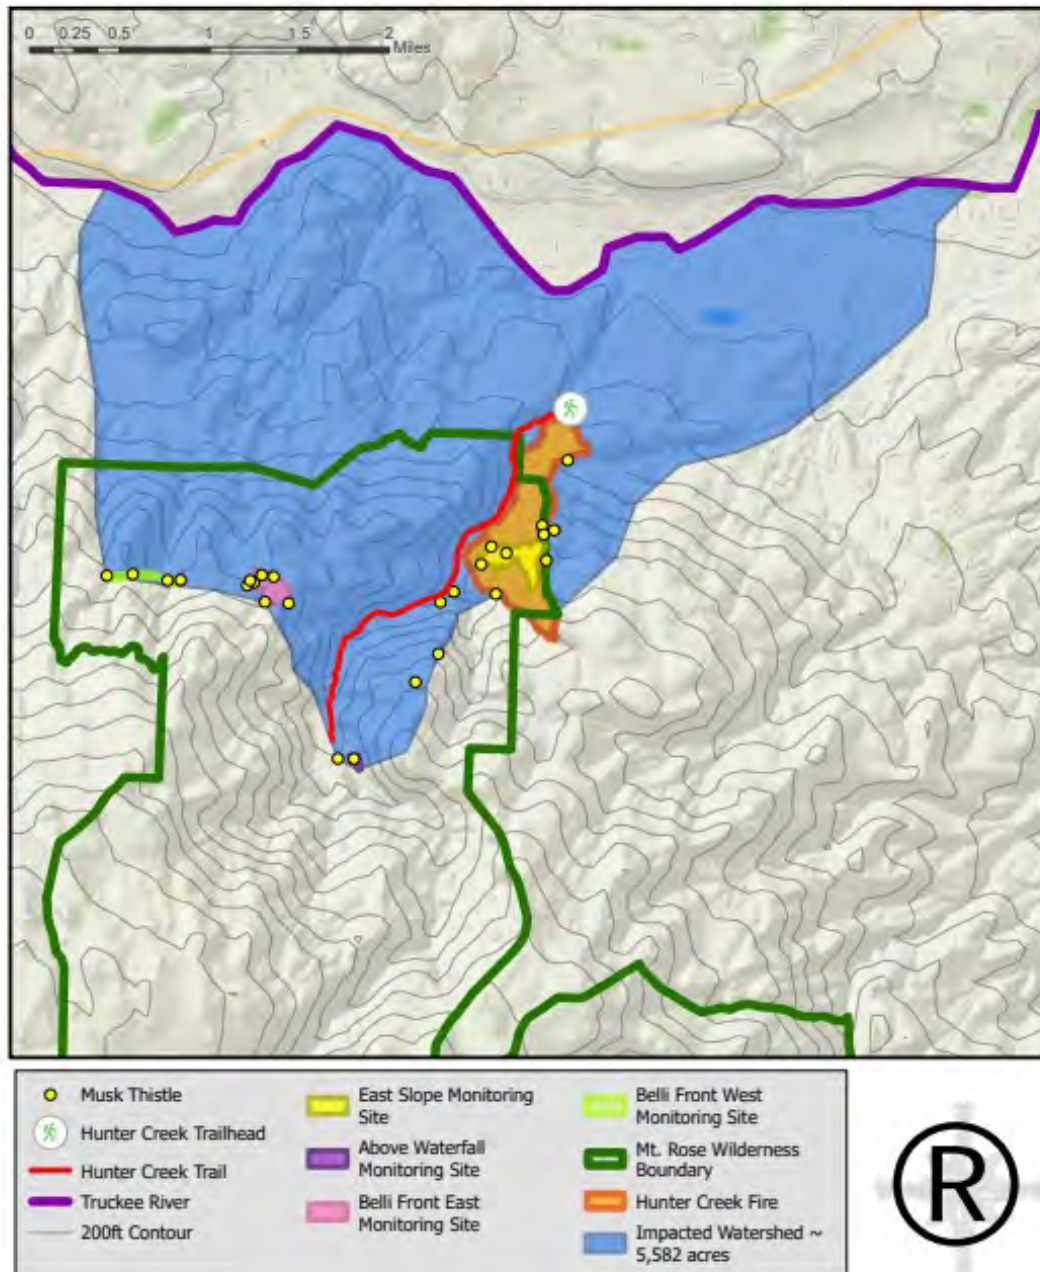 0 0.25 0.5 1 1.5 2
Miles
Musk Thistle
Hunter Creek Trailhead
Hunter Creek Trail
Truckee River
200ft Contour
East Slope Monitoring
Site
Above Waterfall
Monitoring Site
Belli Front East
Monitoring Site
Belli Front West
Monitoring Site
Mt. Rose Wilderness
Boundary
Hunter Creek Fire
Impacted Watershed ~
5,582 acres
R